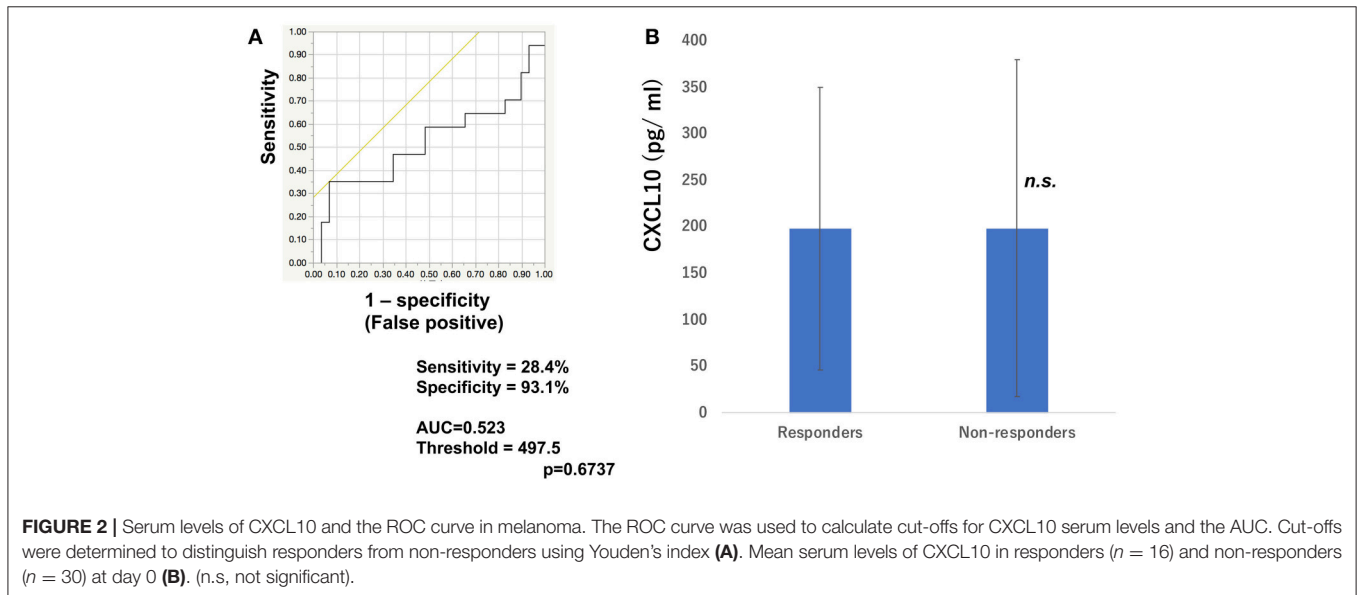 A
Sensitivity
1.00
0.90
0.80
0.70
0.60
0.50
0.40
0.30
0.20
0.10
0.00
0.00 0.10 0.20 0.30 0.40 0.50 0.60 0.70 0.80 0.90 1.00
1 – specificity
(False positive)
Sensitivity = 28.4%
Specificity = 93.1%
AUC=0.523
Threshold = 497.5
p=0.6737
B
CXCL10 (pg/ ml)
400
350
300
250
200
150
100
50
0
n.s.
Responders Non-responders
FIGURE 2 | Serum levels of CXCL10 and the ROC curve in melanoma. The ROC curve was used to calculate cut-offs for CXCL10 serum levels and the AUC. Cut-offs
were determined to distinguish responders from non-responders using Youden's index (A). Mean serum levels of CXCL10 in responders (n = 16) and non-responders
(n = 30) at day 0 (B). (n.s, not significant).